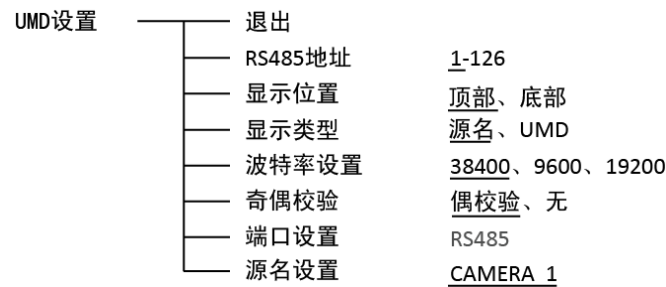 UMD设置 退出
RS485地址 1-126
显示位置 顶部、底部
显示类型 源名、UMD
波特率设置 38400、9600、19200
奇偶校验 偶校验、无
端口设置 RS485
源名设置 CAMERA 1